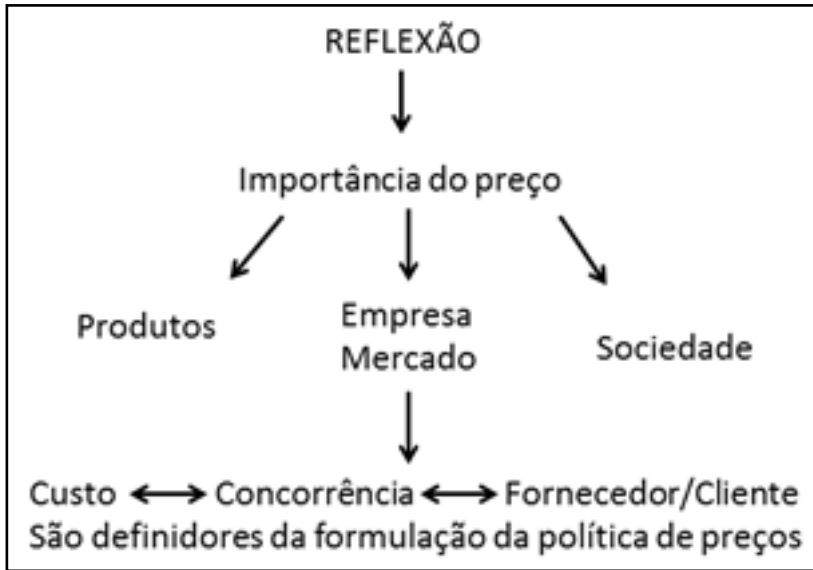 REFLEXÃO
Importância do preço
Produtos
Empresa
Mercado
Sociedade
Custo Concorrência Fornecedor/Cliente
São definidores da formulação da política de preços